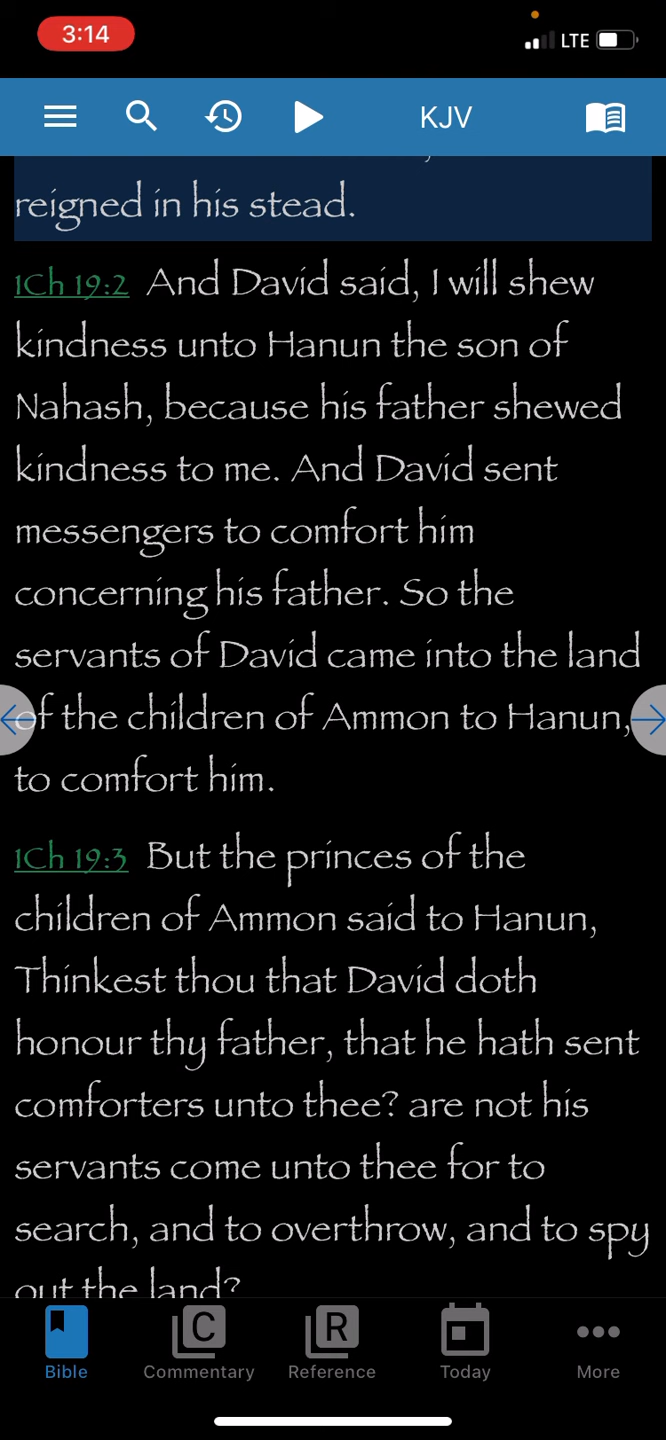 3:14
LTE
KJV
reigned in his stead.
1Ch 19:2 And David said, I will shew
kindness unto Hanun the son of
Nahash, because his father shewed
kindness to me. And David sent
messengers to comfort him
concerning his father. So the
servants of David came into the land
of the children of Ammon to Hanun,
to comfort him.
1Ch 19:3 But the princes of the
children of Ammon said to Hanun,
Thinkest thou that David doth
honour thy father, that he hath sent
comforters unto thee? are not his
servants come unto thee for to
search, and to overthrow, and to spy
out the land?
C
R
Bible
Commentary
Reference
Today
More